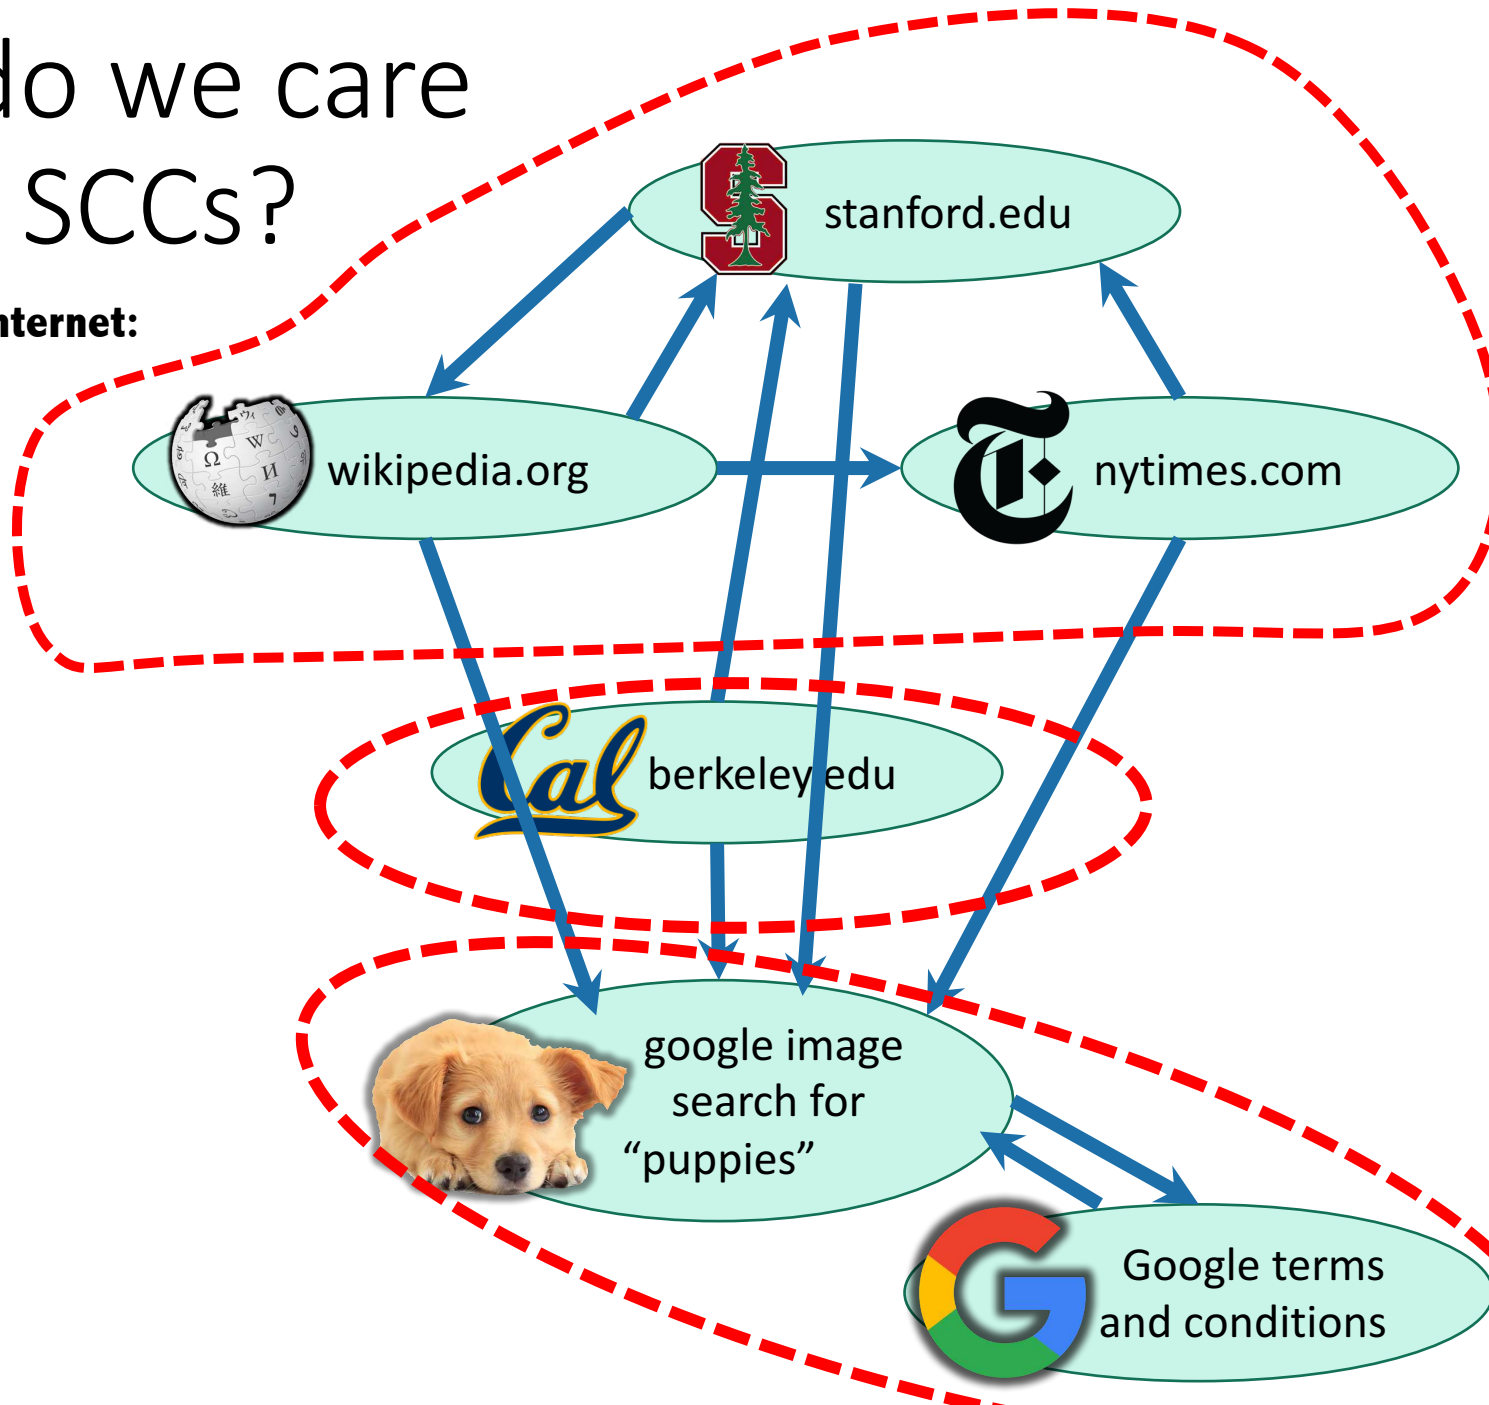 do we care
SCCs?
nternet:
stanford.edu
wikipedia.org
nytimes.com
Cal
berkeley.edu
google image
search for
“puppies”
Google terms
and conditions